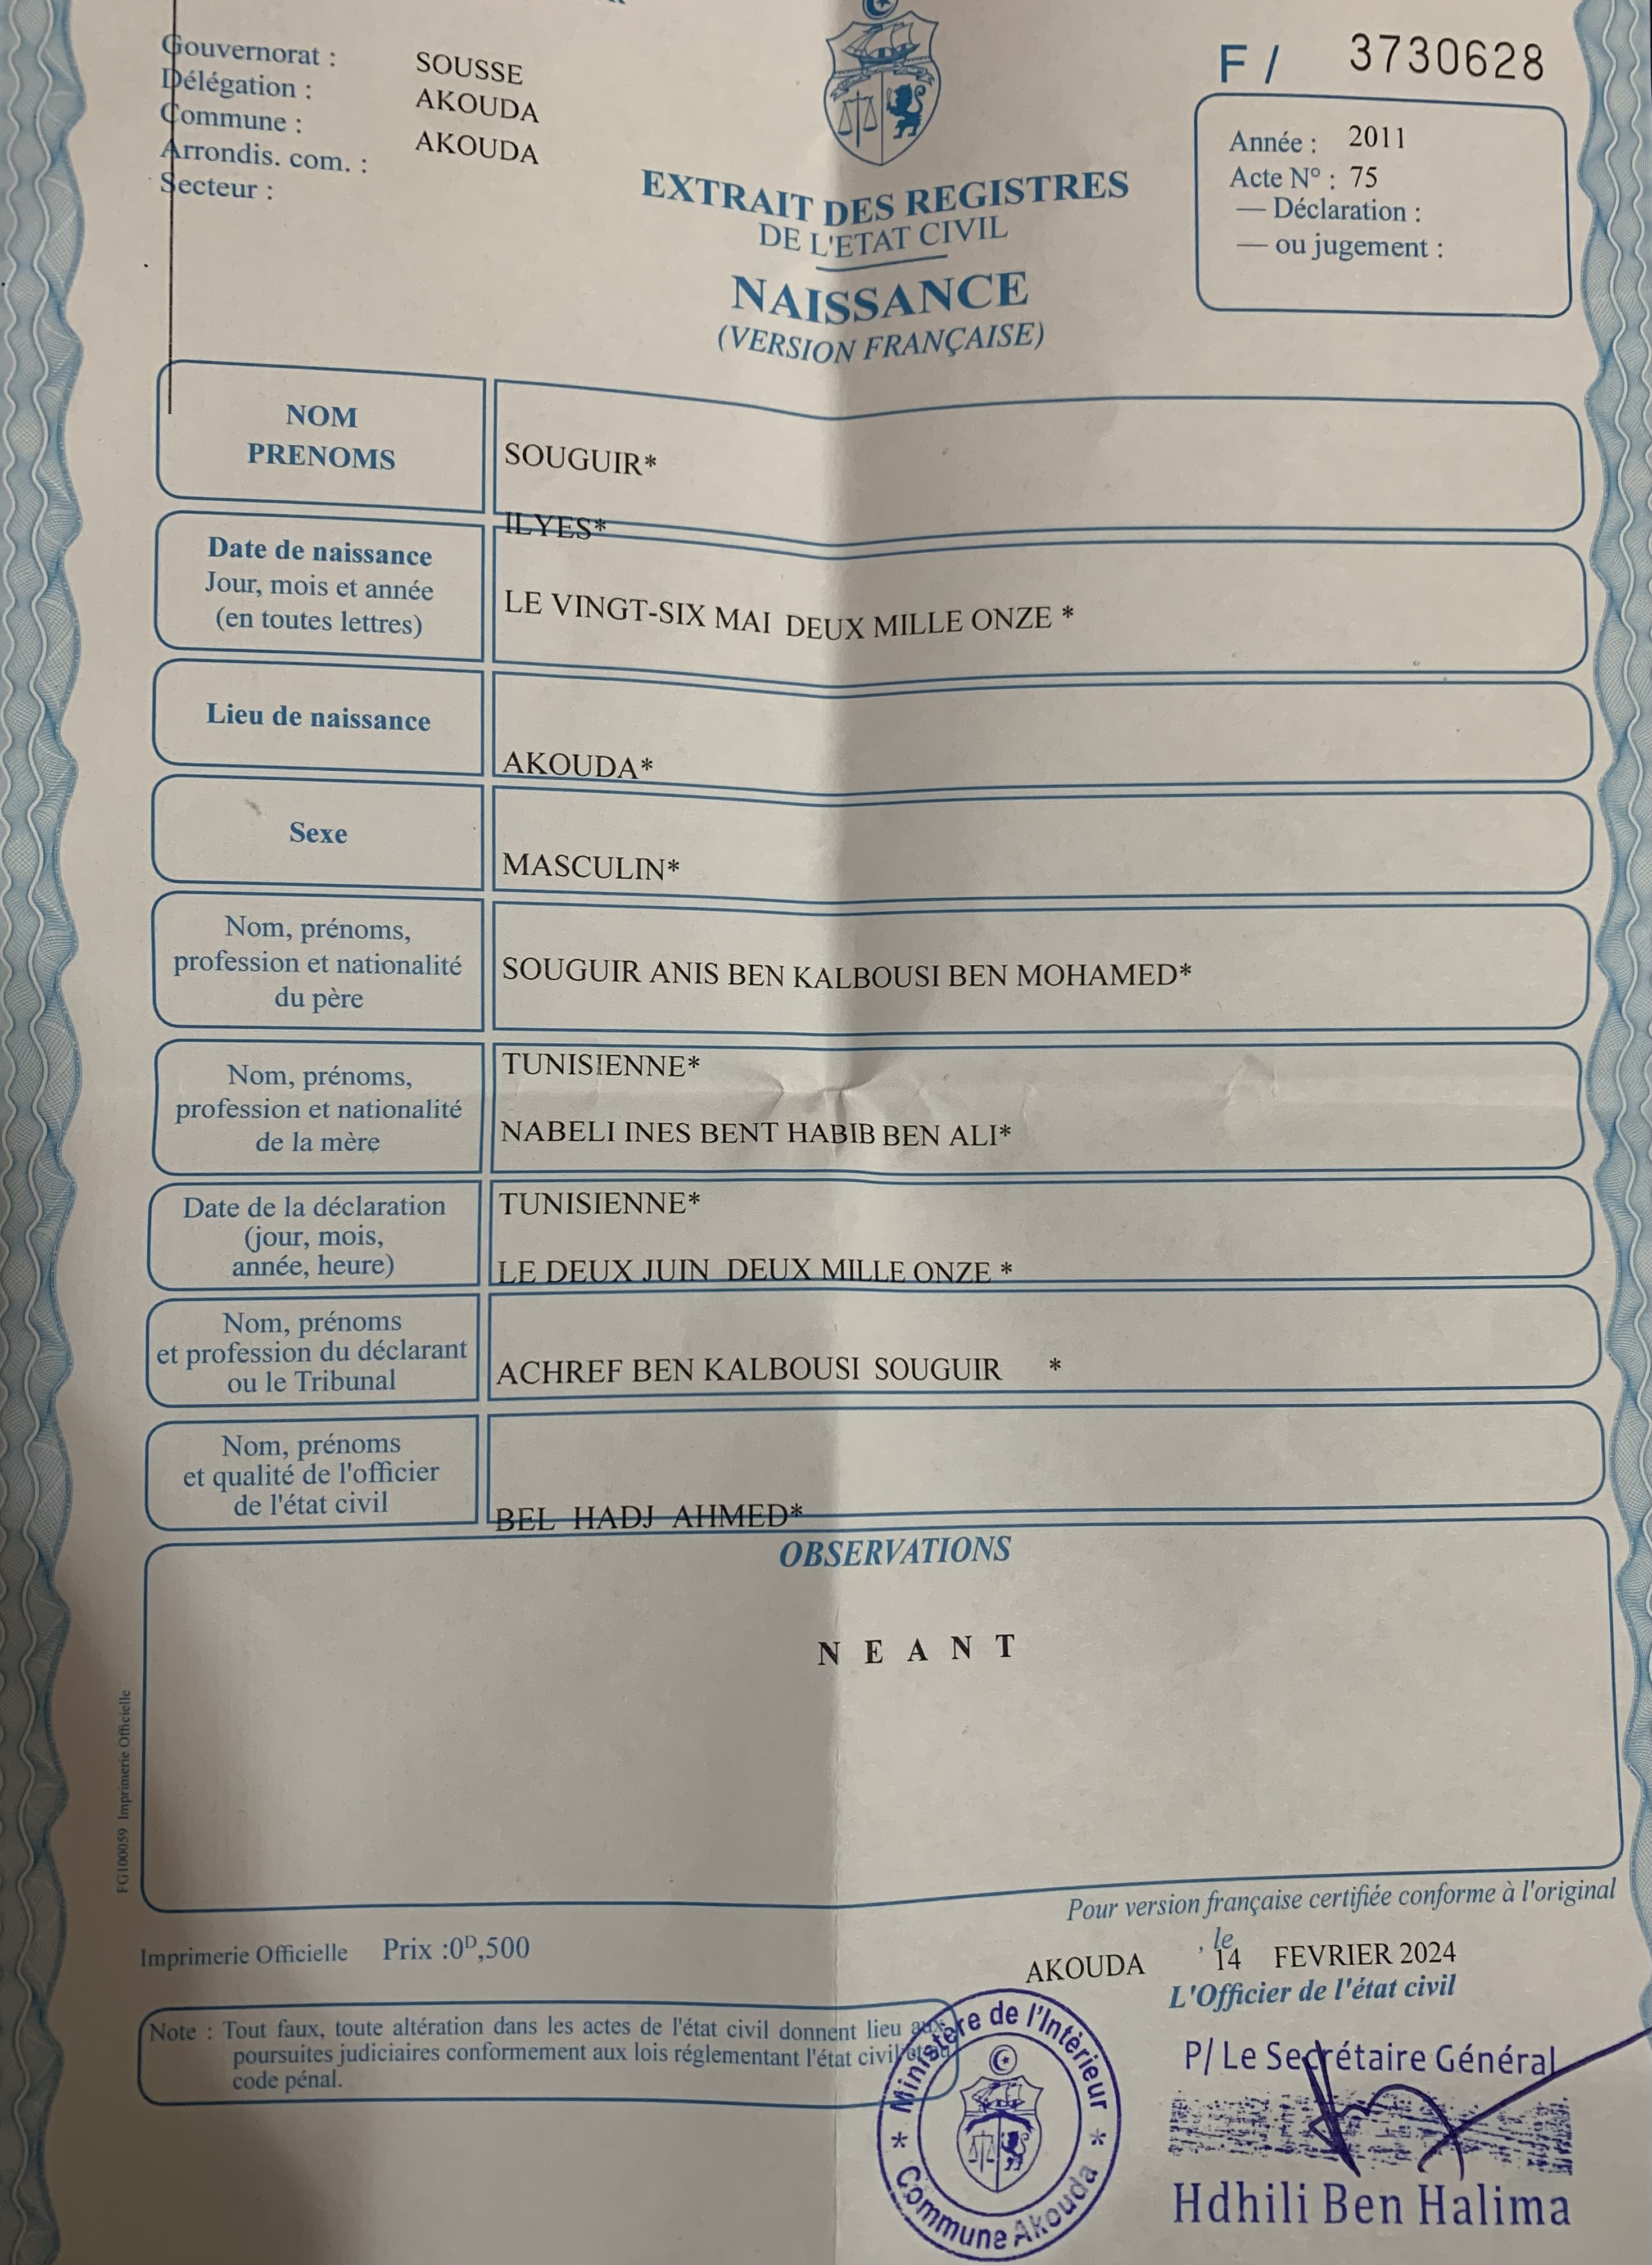 Gouvernorat : SOUSSE
Délégation : AKOUDA
Commune : AKOUDA
Arrondis. com. :
Secteur :
F / 3730628
Année : 2011
Acte N° : 75
— Déclaration :
— ou jugement :
EXTRAIT DES REGISTRES
DE L'ETAT CIVIL
NAISSANCE
(VERSION FRANÇAISE)
NOM
PRENOMS
SOUGUIR*
ILYES*
Date de naissance
Jour, mois et année
(en toutes lettres)
LE VINGT-SIX MAI DEUX MILLE ONZE *
Lieu de naissance
AKOUDA*
Sexe
MASCULIN*
Nom, prénoms,
profession et nationalité
du père
SOUGUIR ANIS BEN KALBOUSI BEN MOHAMED*
TUNISIENNE*
Nom, prénoms,
profession et nationalité
de la mère
NABELI INES BENT HABIB BEN ALI*
TUNISIENNE*
Date de la déclaration
(jour, mois,
année, heure)
LE DEUX JUIN DEUX MILLE ONZE *
Nom, prénoms
et profession du déclarant
ou le Tribunal
ACHREF BEN KALBOUSI SOUGUIR *
Nom, prénoms
et qualité de l'officier
de l'état civil
BEL HADJ AHMED*
OBSERVATIONS
N E A N T
FG100059 Imprimerie Officielle
Pour version française certifiée conforme à l'original
Imprimerie Officielle Prix :0D,500
AKOUDA , le 14 FEVRIER 2024
L'Officier de l'état civil
Note : Tout faux, toute altération dans les actes de l'état civil donnent lieu aux
poursuites judiciaires conformement aux lois réglementant l'état civil
code pénal.
Ministère de l'Intérieur
* Commune Akouda *
P/ Le Secrétaire Général
Hdhili Ben Halima